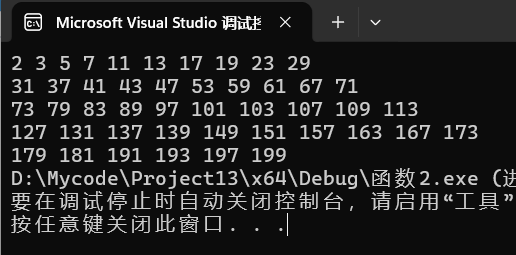 Microsoft Visual Studio 调试控
2 3 5 7 11 13 17 19 23 29
31 37 41 43 47 53 59 61 67 71
73 79 83 89 97 101 103 107 109 113
127 131 137 139 149 151 157 163 167 173
179 181 191 193 197 199
D:\Mycode\Project13\x64\Debug\函数2.exe (进
要在调试停止时自动关闭控制台，请启用“工具”
按任意键关闭此窗口. . .